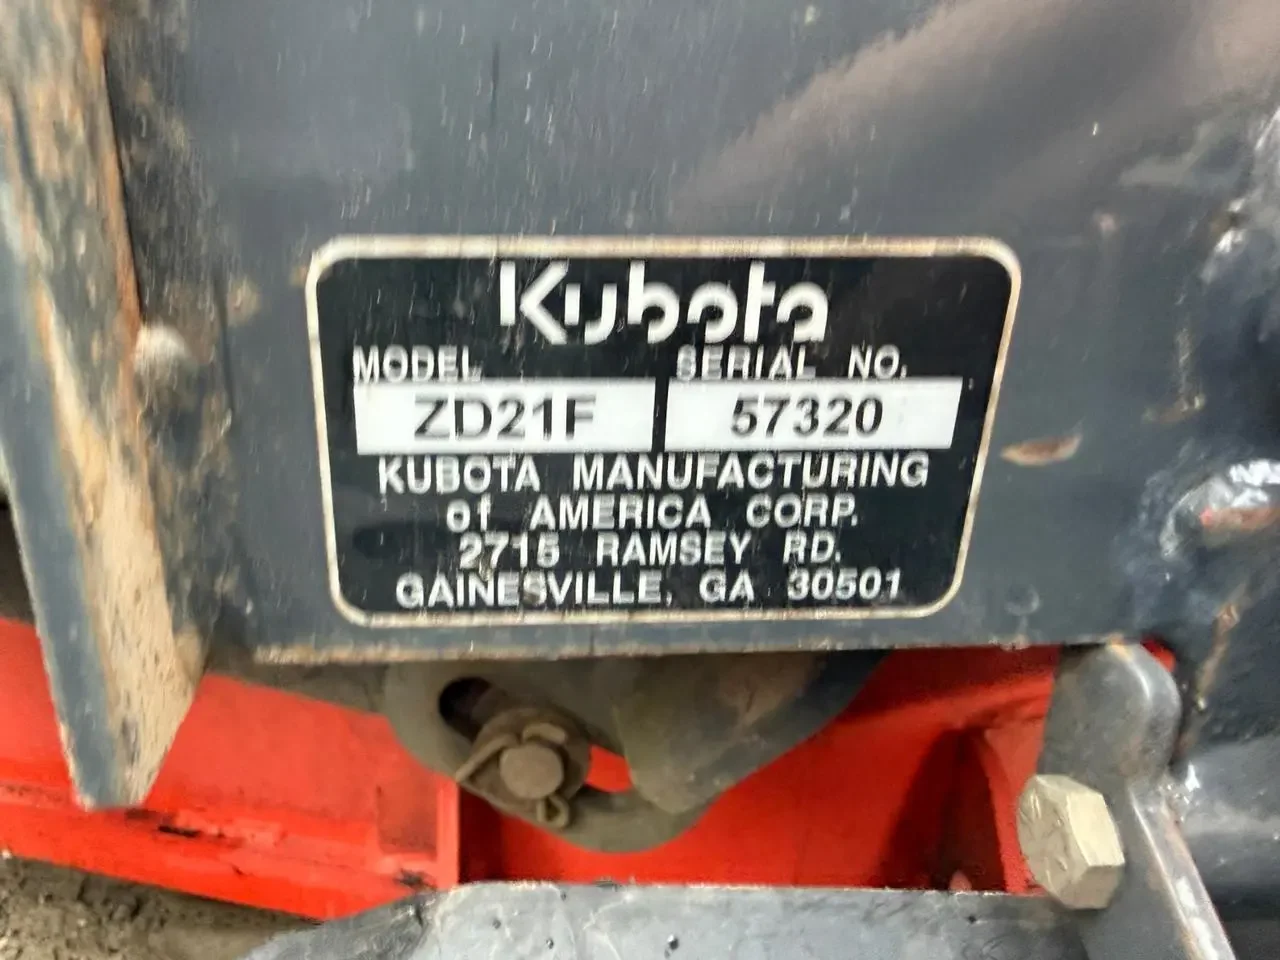 Kubota
MODEL SERIAL NO.
ZD21F 57320
KUBOTA MANUFACTURING
of AMERICA CORP.
2715 RAMSEY RD.
GAINESVILLE, GA 30501